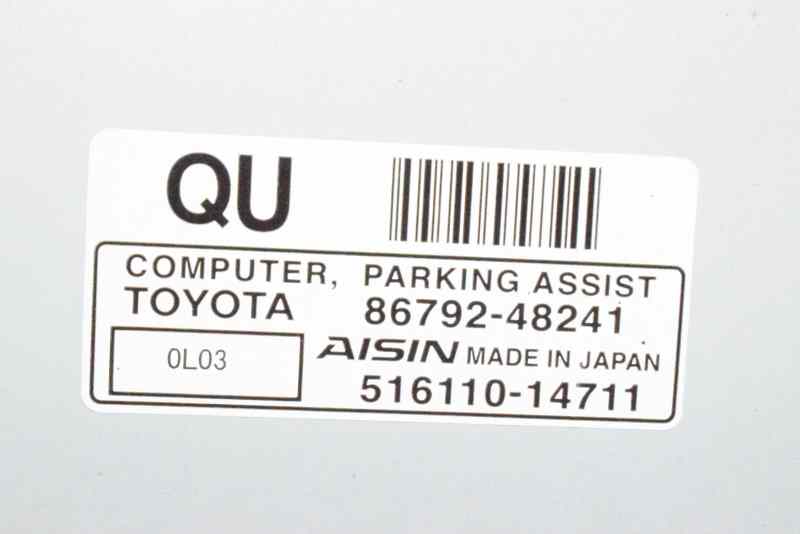 QU
COMPUTER, PARKING ASSIST
TOYOTA 86792-48241
0L03 AISIN MADE IN JAPAN
516110-14711